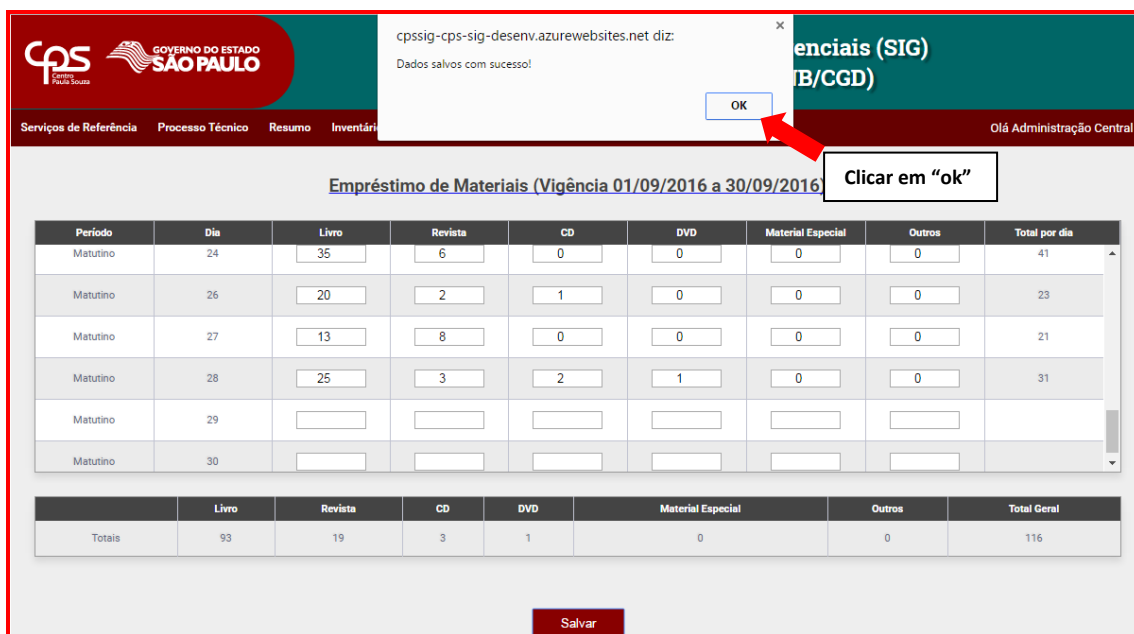 cps
Centro
Paula Souza
GOVERNO DO ESTADO
SÃO PAULO
cpssig-cps-sig-desenv.azurewebsites.net diz:
Dados salvos com sucesso!
OK
enciais (SIG)
B/CGD)
Serviços de Referência Processo Técnico Resumo Inventári
Olá Administração Central
Clicar em “ok”
Empréstimo de Materiais (Vigência 01/09/2016 a 30/09/2016)
Período Dia Livro Revista CD DVD Material Especial Outros Total por dia
Matutino 24 35 6 0 0 0 0 41
Matutino 26 20 2 1 0 0 0 23
Matutino 27 13 8 0 0 0 0 21
Matutino 28 25 3 2 1 0 0 31
Matutino 29
Matutino 30
Livro Revista CD DVD Material Especial Outros Total Geral
Totais 93 19 3 1 0 0 116
Salvar